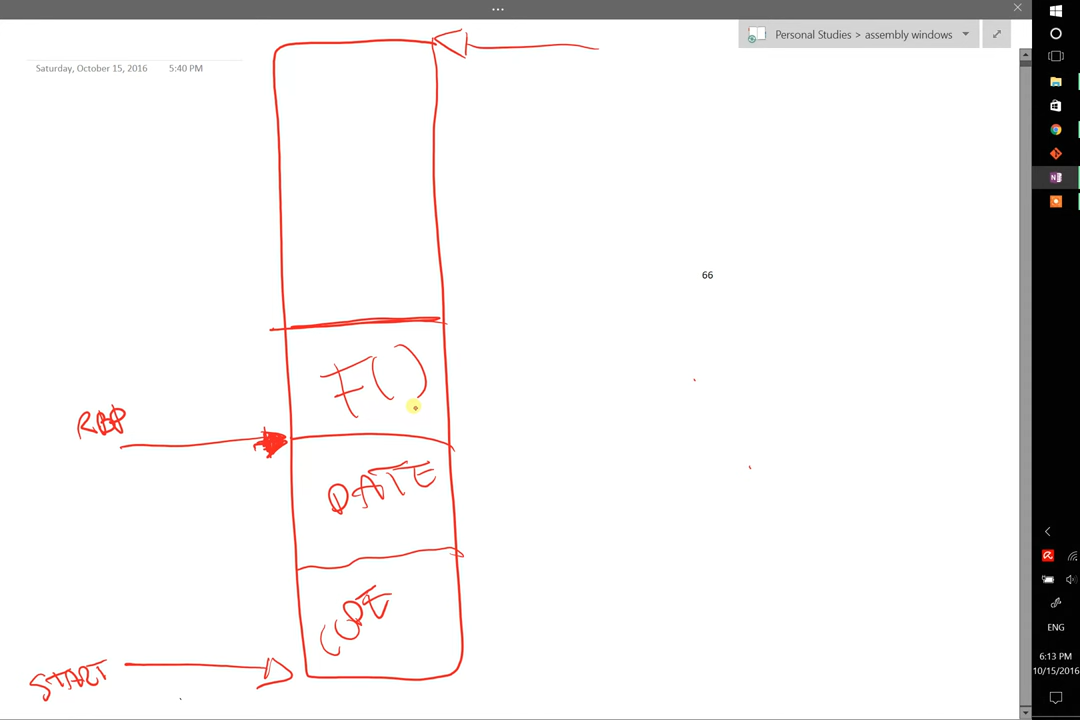 Personal Studies > assembly windows
Saturday, October 15, 2016 5:40 PM
66
F()
RBP
DATE
CODE
START
ENG
6:13 PM
10/15/2016